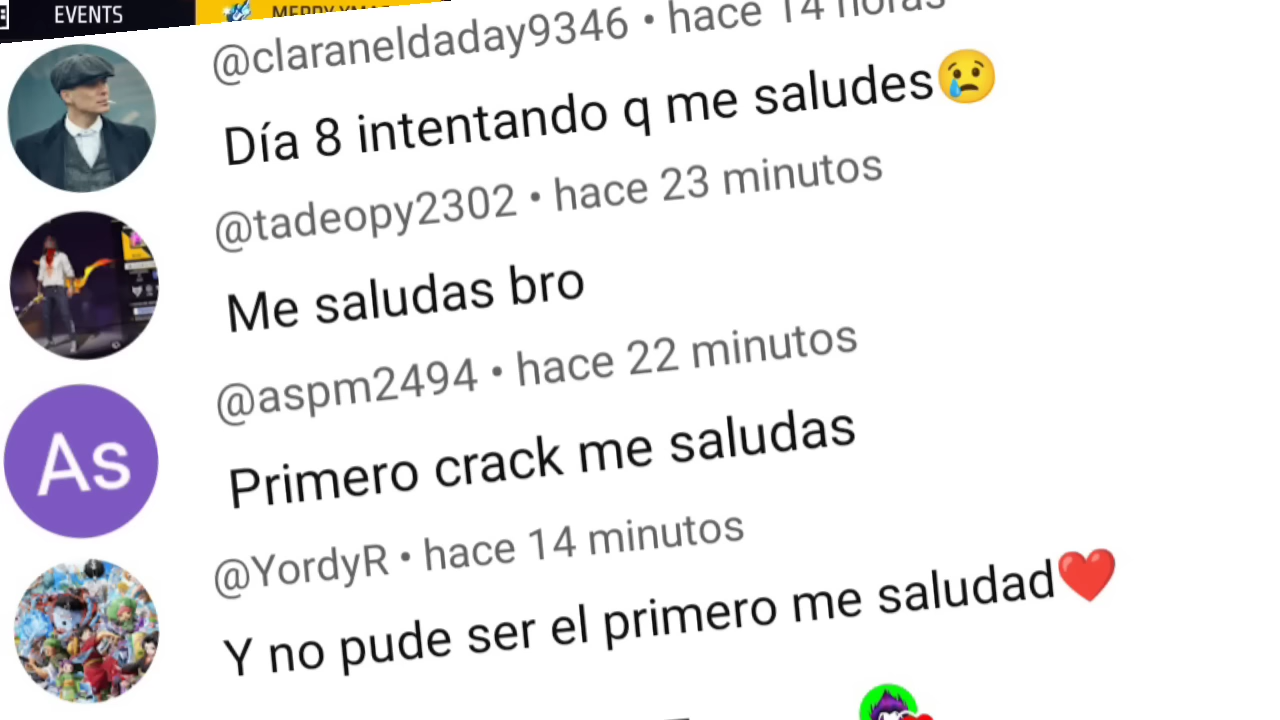 EVENTS
MERRY
@claraneldaday9346 • hace 14 horas
Día 8 intentando q me saludes😢
@tadeopy2302 • hace 23 minutos
Me saludas bro
@aspm2494 • hace 22 minutos
As
Primero crack me saludas
@YordyR • hace 14 minutos
Y no pude ser el primero me saludad❤️